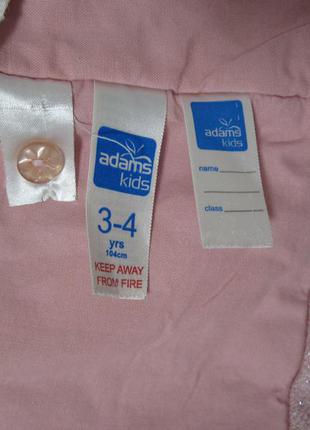 adams
kids
3-4
yrs
104cm
KEEP AWAY
FROM FIRE
adams
kids
name
class